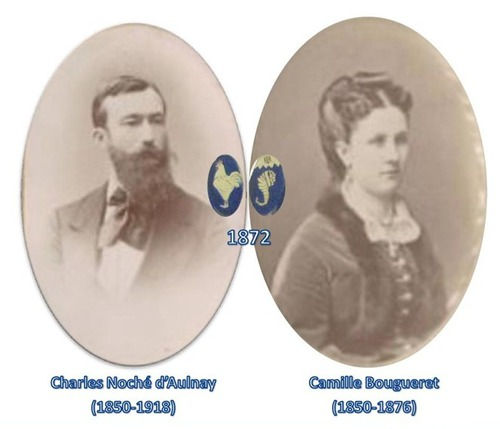 1872
Charles Noché d'Aulnay
(1850-1918)
Camille Bougueret
(1850-1876)